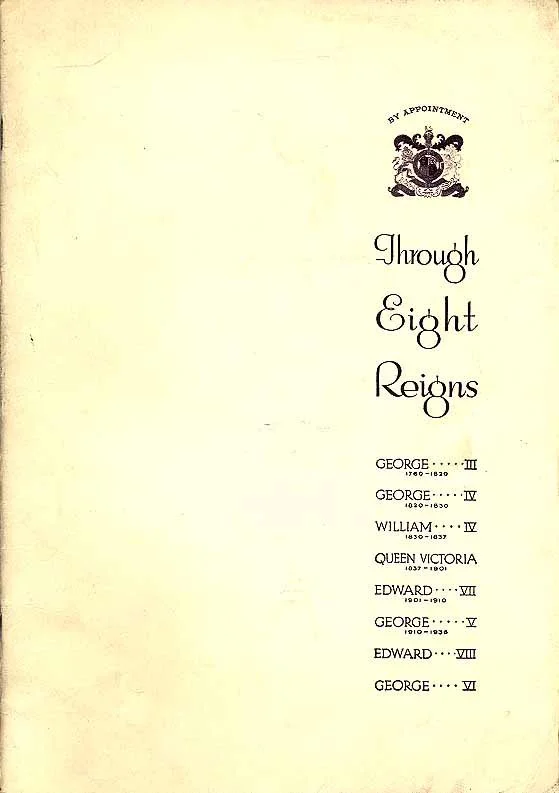 BY APPOINTMENT
Through
Eight
Reigns
GEORGE ····· III
1760-1820
GEORGE ····· IV
1820-1830
WILLIAM ···· IV
1830-1837
QUEEN VICTORIA
1837-1901
EDWARD ···· VII
1901-1910
GEORGE ····· V
1910-1936
EDWARD ···· VIII
GEORGE ···· VI